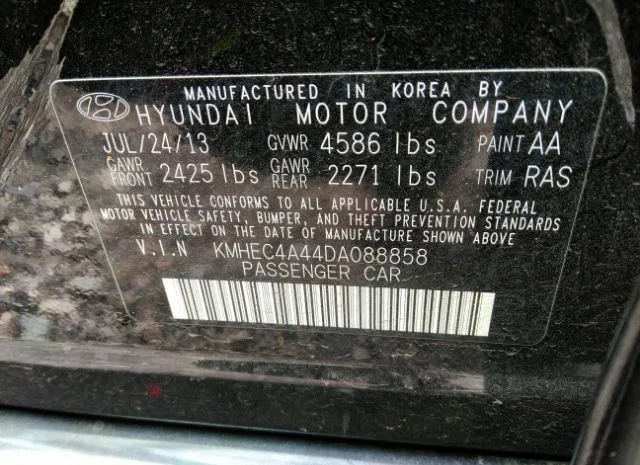 MANUFACTURED IN KOREA BY
HYUNDAI MOTOR COMPANY
JUL/24/13 GVWR 4586 lbs PAINT AA
GAWR FRONT 2425 lbs GAWR REAR 2271 lbs TRIM RAS
THIS VEHICLE CONFORMS TO ALL APPLICABLE U.S.A. FEDERAL
MOTOR VEHICLE SAFETY, BUMPER, AND THEFT PREVENTION STANDARDS
IN EFFECT ON THE DATE OF MANUFACTURE SHOWN ABOVE
V.I.N KMHEC4A44DA088858
PASSENGER CAR